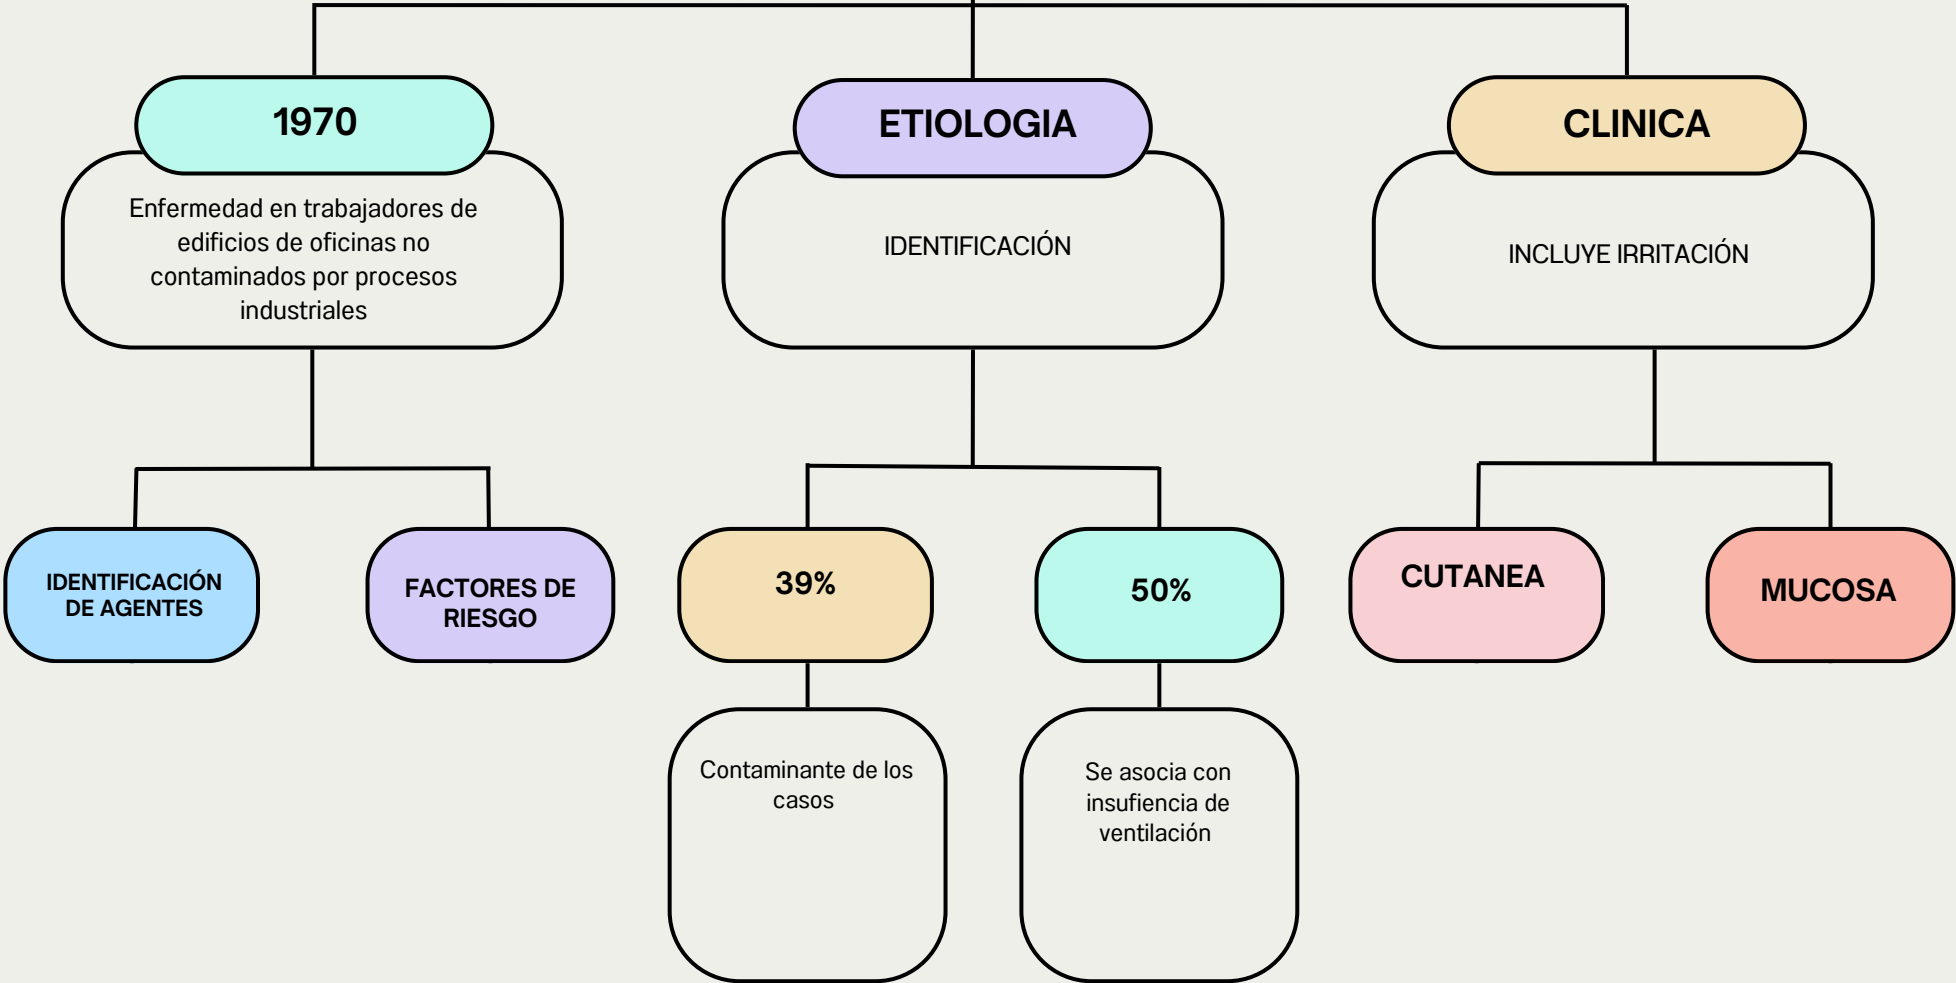 1970
Enfermedad en trabajadores de
edificios de oficinas no
contaminados por procesos
industriales
ETIOLOGIA
IDENTIFICACIÓN
CLINICA
INCLUYE IRRITACIÓN
IDENTIFICACIÓN
DE AGENTES
FACTORES DE
RIESGO
39%
50%
CUTANEA
MUCOSA
Contaminante de los
casos
Se asocia con
insufiencia de
ventilación